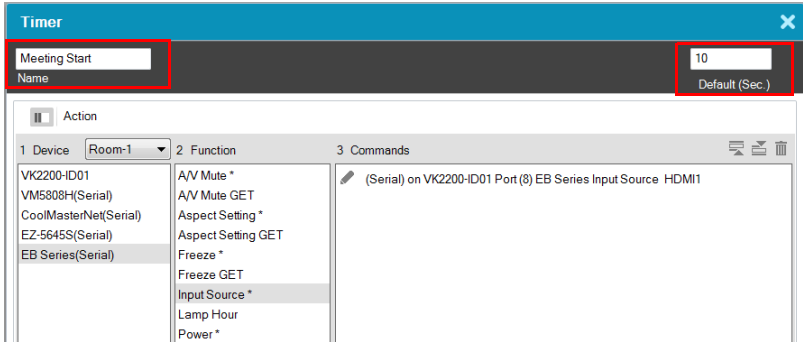 Timer
Meeting Start
Name
10
Default (Sec.)
Action
1 Device Room-1 2 Function 3 Commands
VK2200-ID01
VM5808H(Serial)
CoolMasterNet(Serial)
EZ-5645S(Serial)
EB Series(Serial)
A/V Mute *
A/V Mute GET
Aspect Setting *
Aspect Setting GET
Freeze *
Freeze GET
Input Source *
Lamp Hour
Power *
(Serial) on VK2200-ID01 Port (8) EB Series Input Source HDMI1